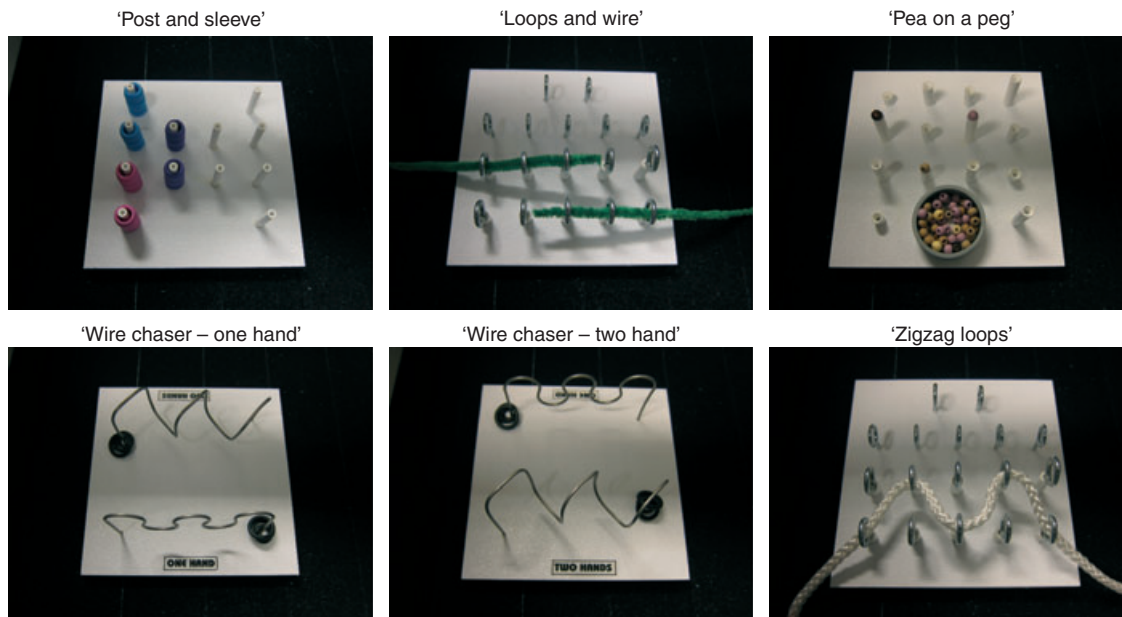 ‘Post and sleeve’
‘Loops and wire’
‘Pea on a peg’
‘Wire chaser – one hand’
‘Wire chaser – two hand’
‘Zigzag loops’
ONE HAND
TWO HANDS